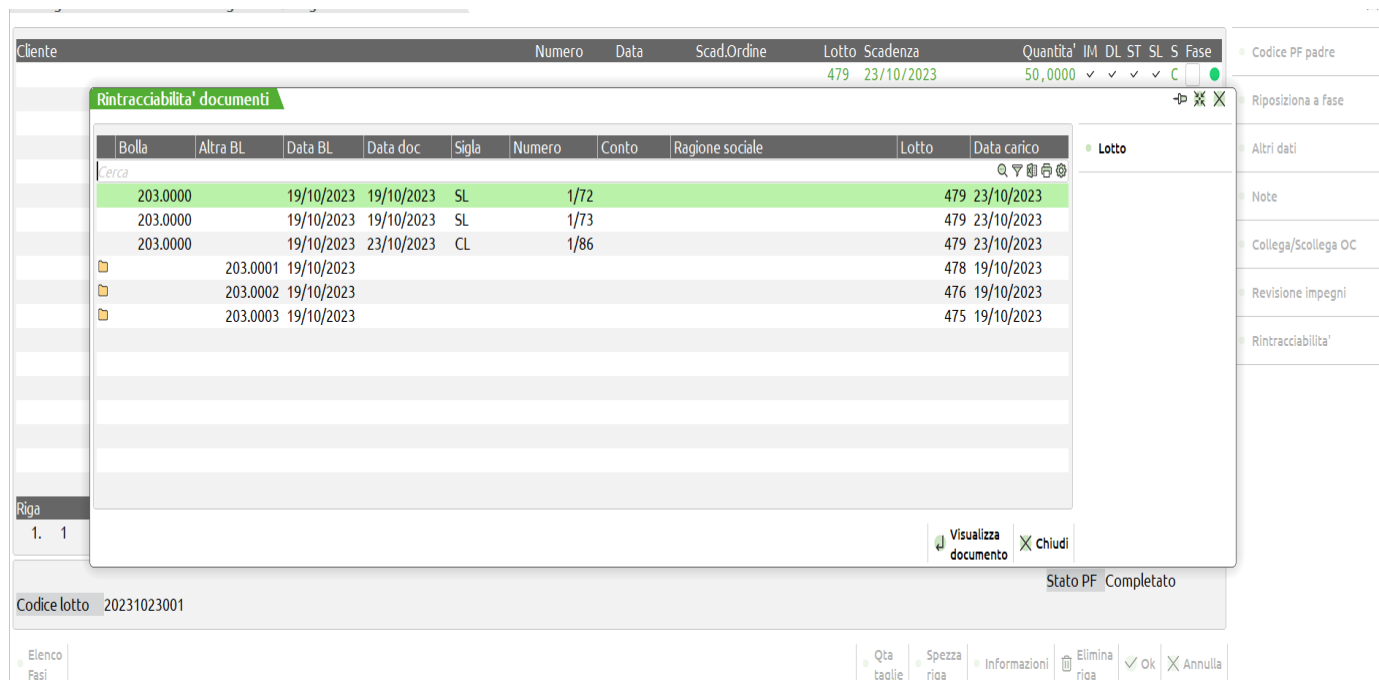 Cliente Numero Data Scad.Ordine Lotto Scadenza Quantita' IM DL ST SL S Fase
479 23/10/2023 50,0000 C
Codice PF padre
Riposiziona a fase
Altri dati
Note
Collega/Scollega OC
Revisione impegni
Rintracciabilita'
Rintracciabilita' documenti
Bolla Altra BL Data BL Data doc Sigla Numero Conto Ragione sociale Lotto Data carico
Cerca
203.0000 19/10/2023 19/10/2023 SL 1/72 479 23/10/2023
203.0000 19/10/2023 19/10/2023 SL 1/73 479 23/10/2023
203.0000 19/10/2023 23/10/2023 CL 1/86 479 23/10/2023
203.0001 19/10/2023 478 19/10/2023
203.0002 19/10/2023 476 19/10/2023
203.0003 19/10/2023 475 19/10/2023
Lotto
Visualizza
documento
Chiudi
Riga
1. 1
Stato PF Completato
Codice lotto 20231023001
Elenco
Fasi
Qta
taglie
Spezza
riga
Informazioni
Elimina
riga
Ok
Annulla